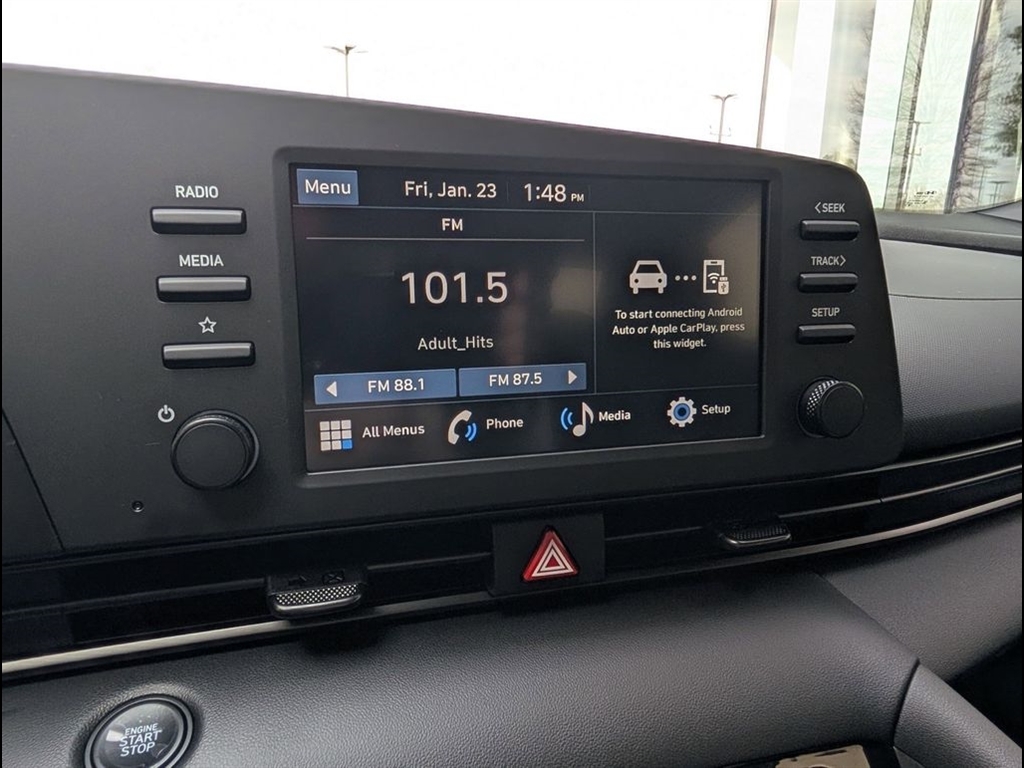 RADIO
MEDIA
Menu
Fri, Jan. 23
1:48 PM
FM
101.5
Adult_Hits
FM 88.1
FM 87.5
To start connecting Android
Auto or Apple CarPlay, press
this widget.
All Menus
Phone
Media
Setup
SEEK
TRACK
SETUP
ENGINE
START
STOP